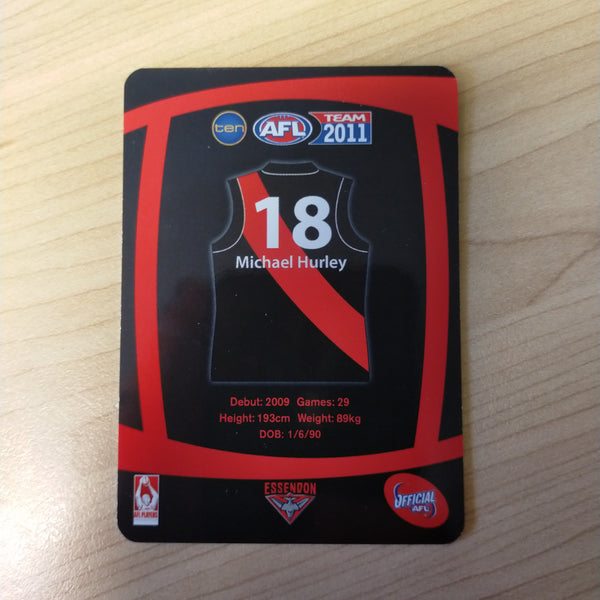 ten AFL TEAM 2011
18
Michael Hurley
Debut: 2009 Games: 29
Height: 193cm Weight: 89kg
DOB: 1/6/90
AFL PLAYERS
ESSENDON
OFFICIAL
AFL